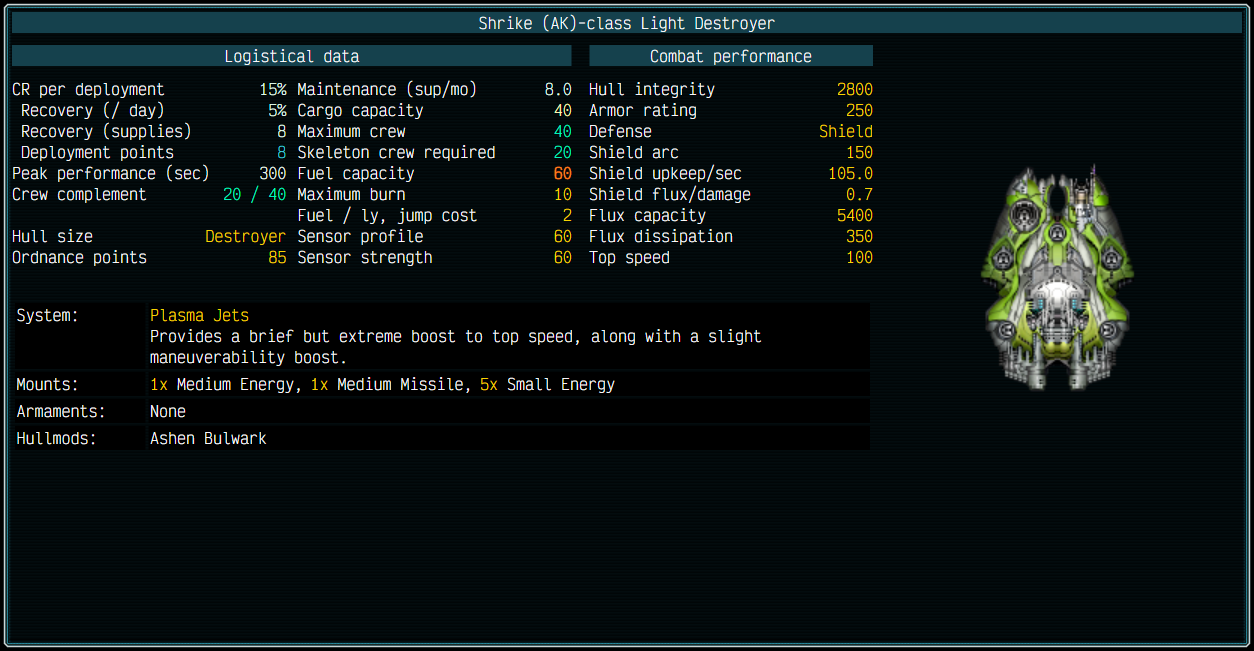 Shrike (AK)-class Light Destroyer
Logistical data
Combat performance
CR per deployment 15% Maintenance (sup/mo) 8.0 Hull integrity 2800
Recovery (/ day) 5% Cargo capacity 40 Armor rating 250
Recovery (supplies) 8 Maximum crew 40 Defense Shield
Deployment points 8 Skeleton crew required 20 Shield arc 150
Peak performance (sec) 300 Fuel capacity 60 Shield upkeep/sec 105.0
Crew complement 20 / 40 Maximum burn 10 Shield flux/damage 0.7
Fuel / ly, jump cost 2 Flux capacity 5400
Hull size Destroyer Sensor profile 60 Flux dissipation 350
Ordnance points 85 Sensor strength 60 Top speed 100
System: Plasma Jets
Provides a brief but extreme boost to top speed, along with a slight
maneuverability boost.
Mounts: 1x Medium Energy, 1x Medium Missile, 5x Small Energy
Armaments: None
Hullmods: Ashen Bulwark